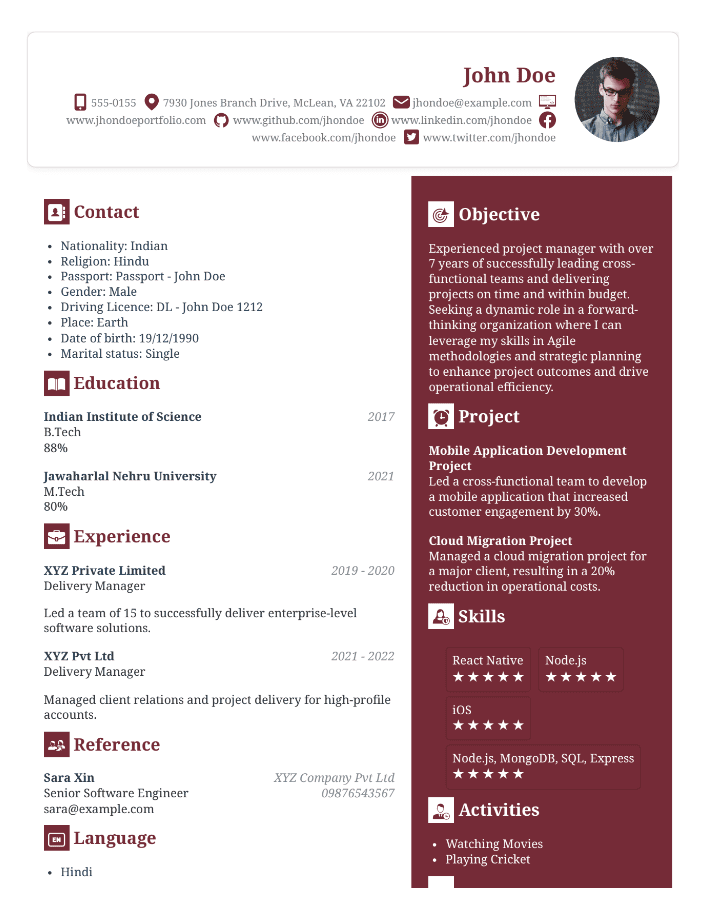 John Doe
555-0155 7930 Jones Branch Drive, McLean, VA 22102 jhondoe@example.com
www.jhondoeportfolio.com www.github.com/jhondoe www.linkedin.com/jhondoe
www.facebook.com/jhondoe www.twitter.com/jhondoe
Contact
• Nationality: Indian
• Religion: Hindu
• Passport: Passport - John Doe
• Gender: Male
• Driving Licence: DL - John Doe 1212
• Place: Earth
• Date of birth: 19/12/1990
• Marital status: Single
Education
Indian Institute of Science 2017
B.Tech
88%
Jawaharlal Nehru University 2021
M.Tech
80%
Experience
XYZ Private Limited 2019 - 2020
Delivery Manager
Led a team of 15 to successfully deliver enterprise-level
software solutions.
XYZ Pvt Ltd 2021 - 2022
Delivery Manager
Managed client relations and project delivery for high-profile
accounts.
Reference
Sara Xin XYZ Company Pvt Ltd
Senior Software Engineer 09876543567
sara@example.com
EN Language
• Hindi
Objective
Experienced project manager with over
7 years of successfully leading cross-
functional teams and delivering
projects on time and within budget.
Seeking a dynamic role in a forward-
thinking organization where I can
leverage my skills in Agile
methodologies and strategic planning
to enhance project outcomes and drive
operational efficiency.
Project
Mobile Application Development
Project
Led a cross-functional team to develop
a mobile application that increased
customer engagement by 30%.
Cloud Migration Project
Managed a cloud migration project for
a major client, resulting in a 20%
reduction in operational costs.
Skills
React Native Node.js
★★★★★ ★★★★★
iOS
★★★★★
Node.js, MongoDB, SQL, Express
★★★★★
Activities
• Watching Movies
• Playing Cricket